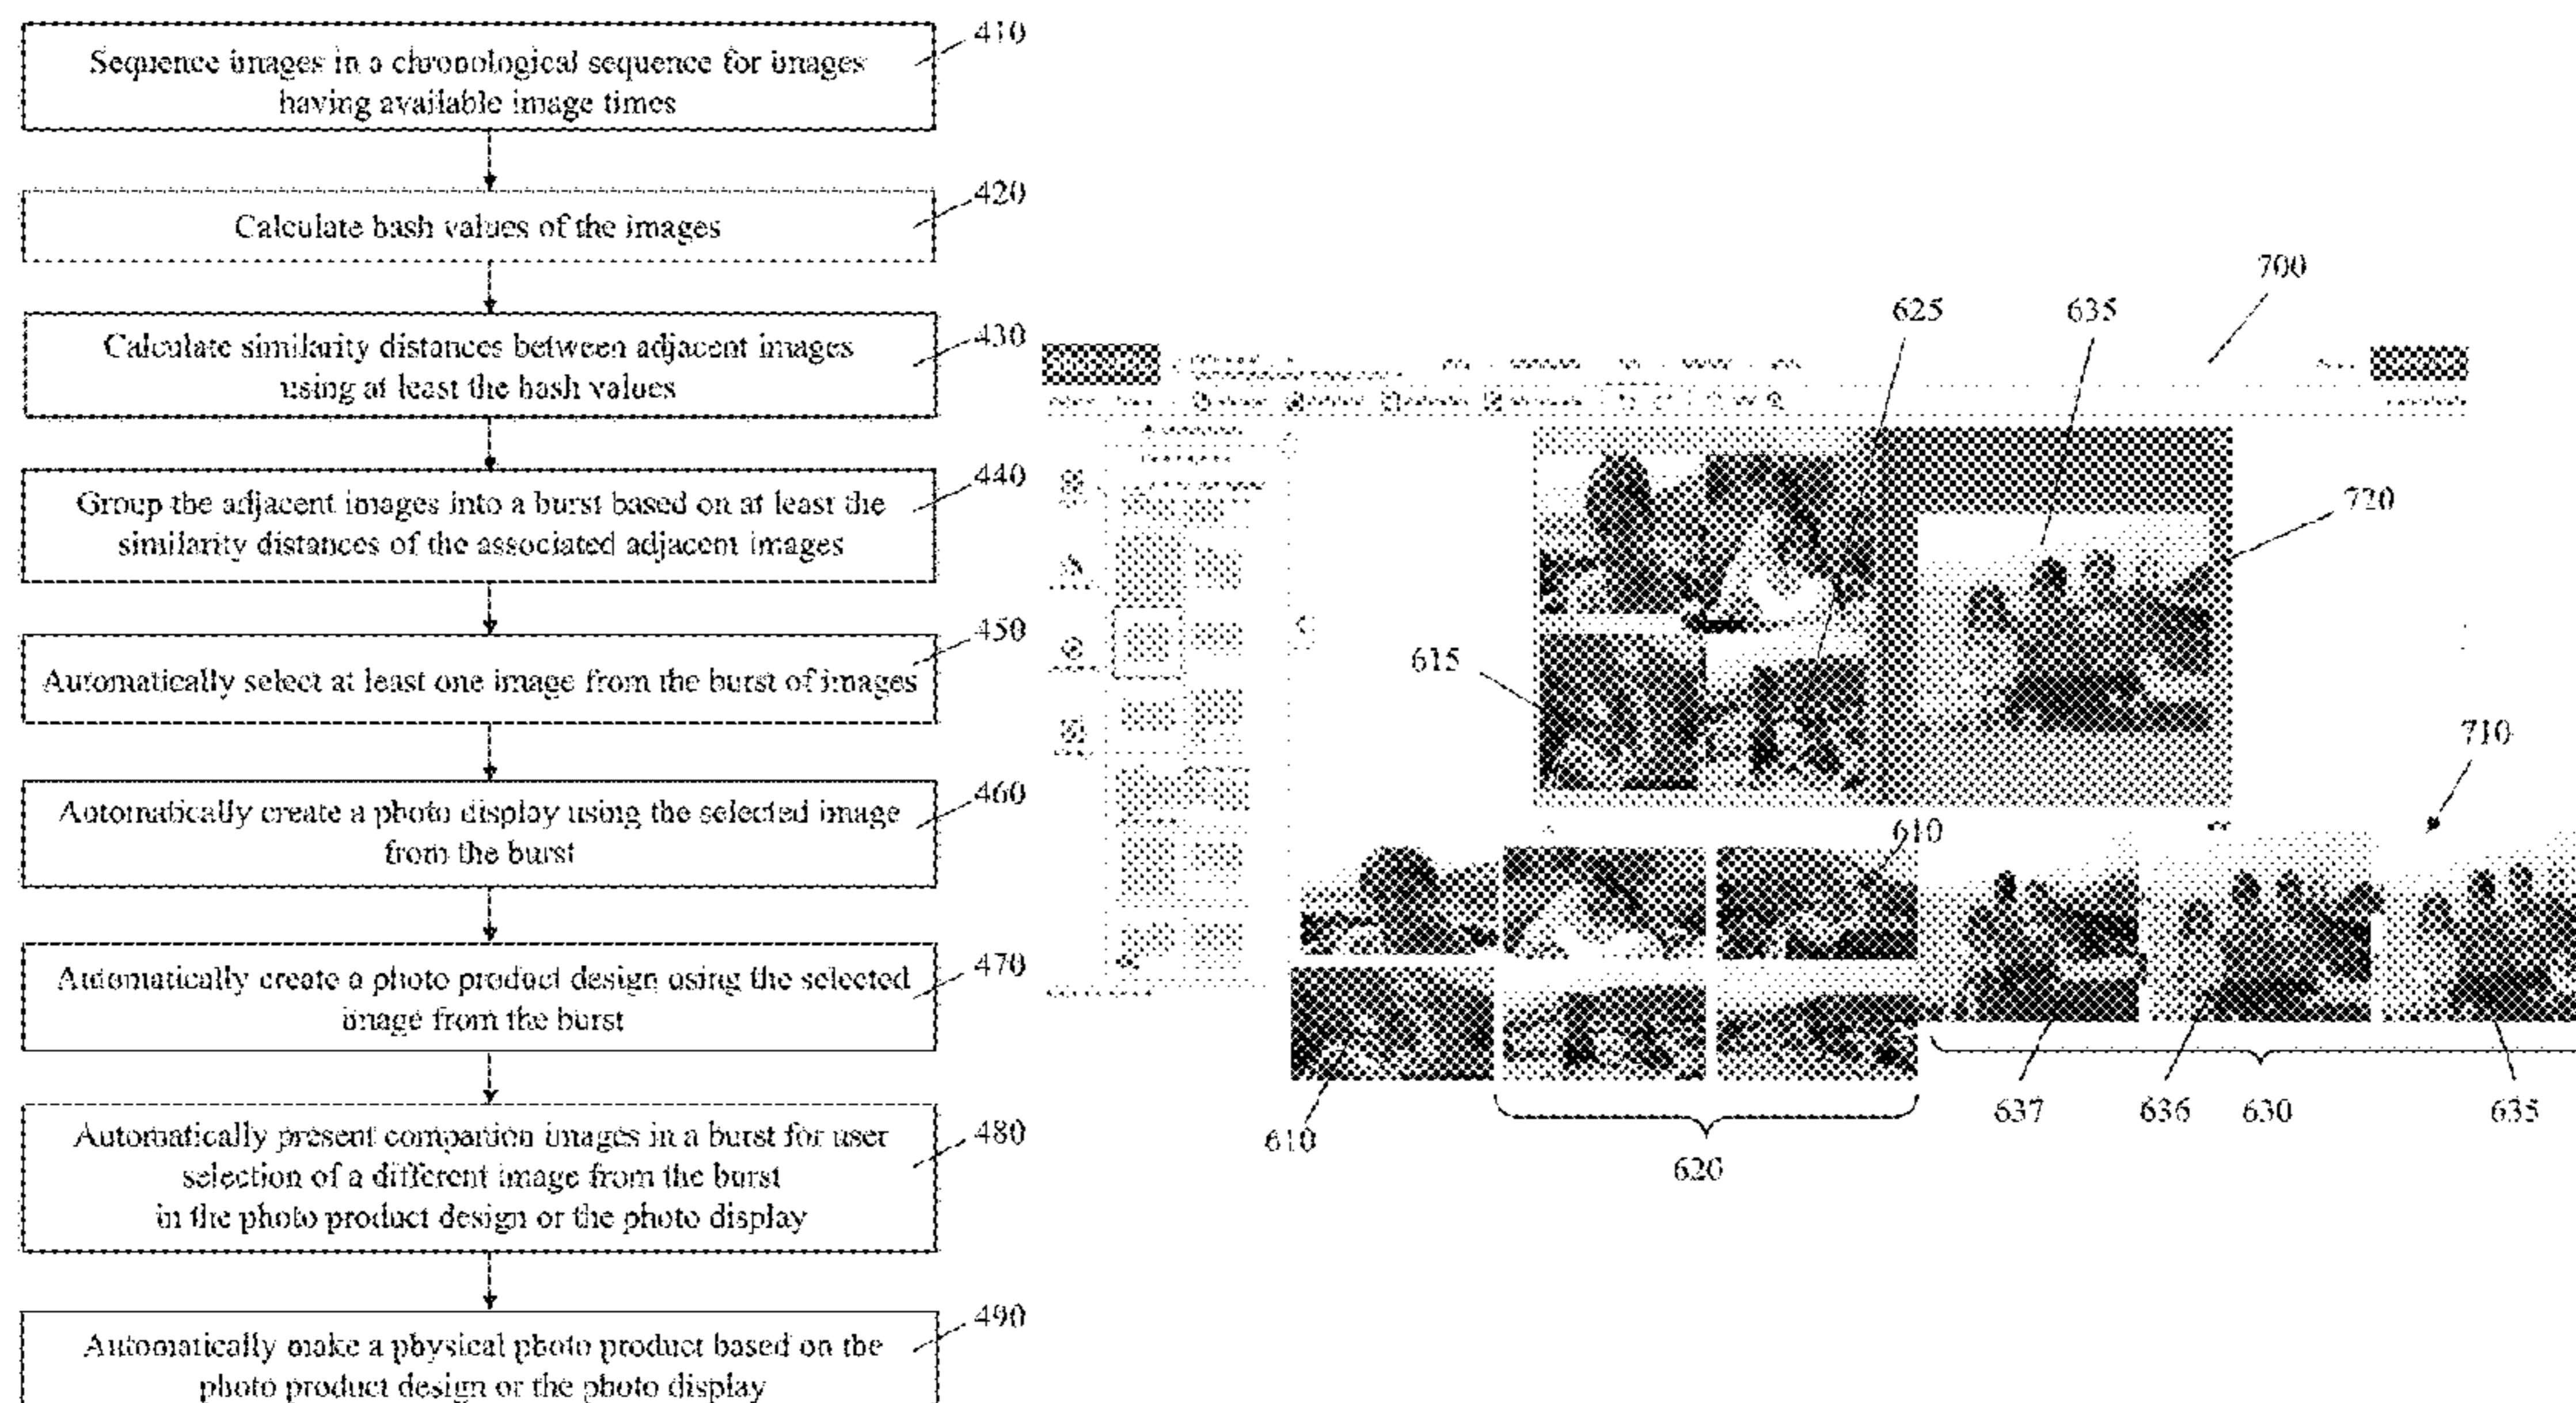 410
Sequence images in a chronological sequence for images
having available image times
420
Calculate hash values of the images
430
Calculate similarity distances between adjacent images
using at least the hash values
440
Group the adjacent images into a burst based on at least the
similarity distances of the associated adjacent images
450
Automatically select at least one image from the burst of images
460
Automatically create a photo display using the selected image
from the burst
470
Automatically create a photo product design using the selected
image from the burst
480
Automatically present companion images in a burst for user
selection of a different image from the burst
in the photo product design or the photo display
490
Automatically make a physical photo product based on the
photo product design or the photo display
700
625
635
720
615
710
610
637
636
630
635
610
620